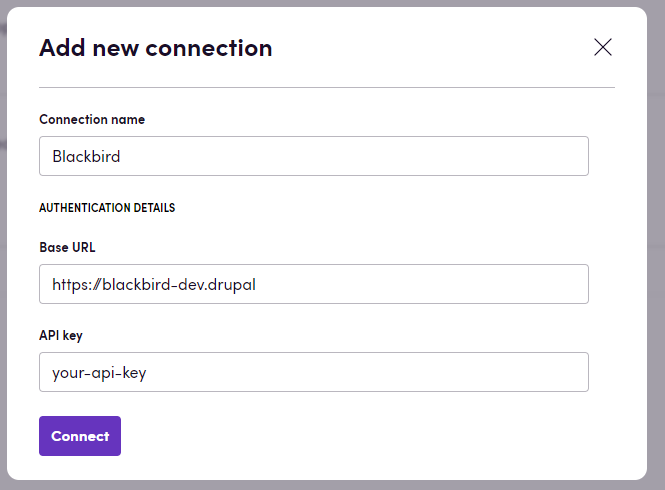 Add new connection
Connection name
Blackbird
AUTHENTICATION DETAILS
Base URL
https://blackbird-dev.drupal
API key
your-api-key
Connect